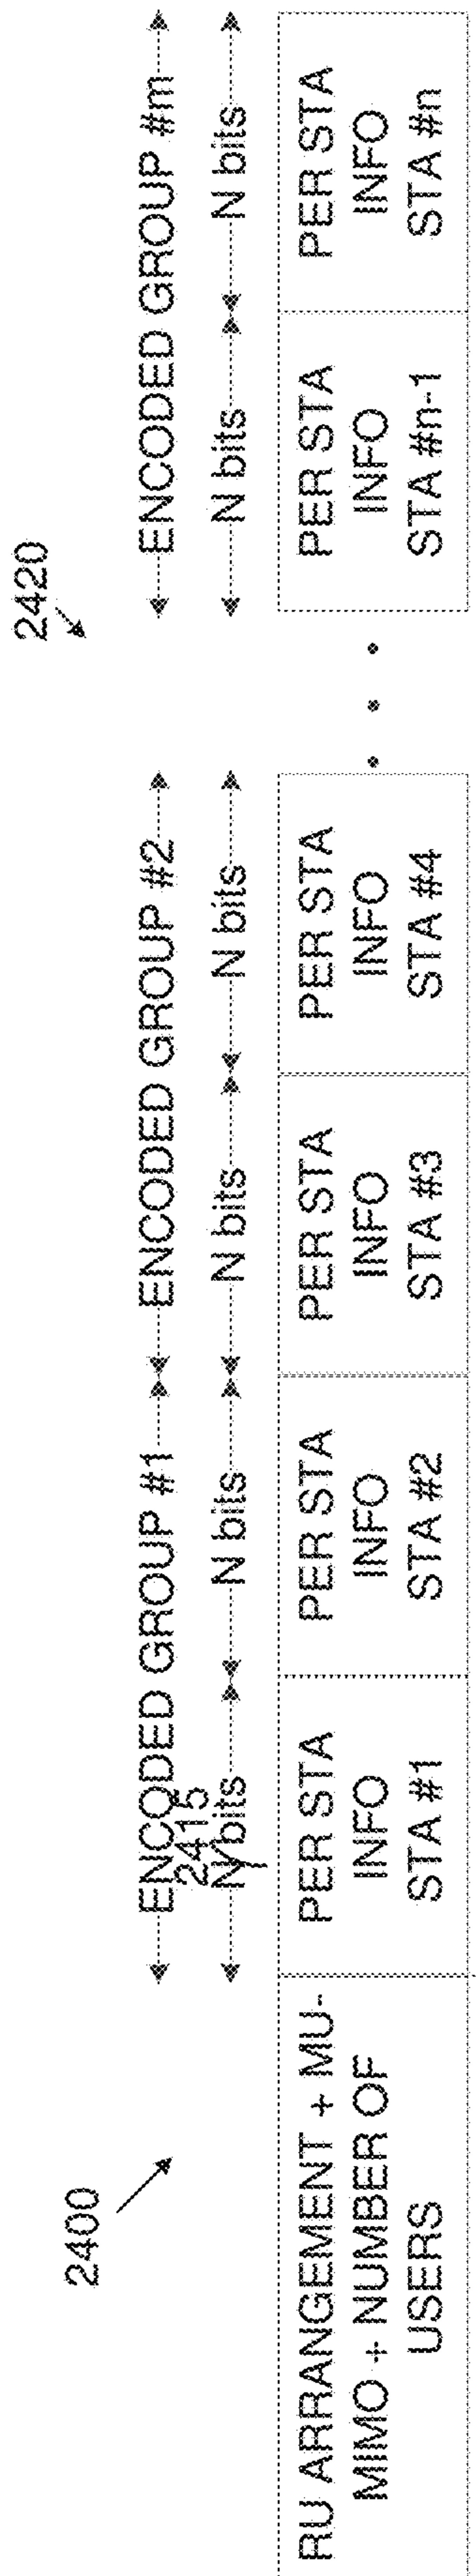 2400
2420
ENCODED GROUP #1
ENCODED GROUP #2
ENCODED GROUP #m
2415
N bits
N bits
N bits
N bits
N bits
N bits
RU ARRANGEMENT + MU-
MIMO + NUMBER OF
USERS
PER STA
INFO
STA #1
PER STA
INFO
STA #2
PER STA
INFO
STA #3
PER STA
INFO
STA #4
PER STA
INFO
STA #n-1
PER STA
INFO
STA #n